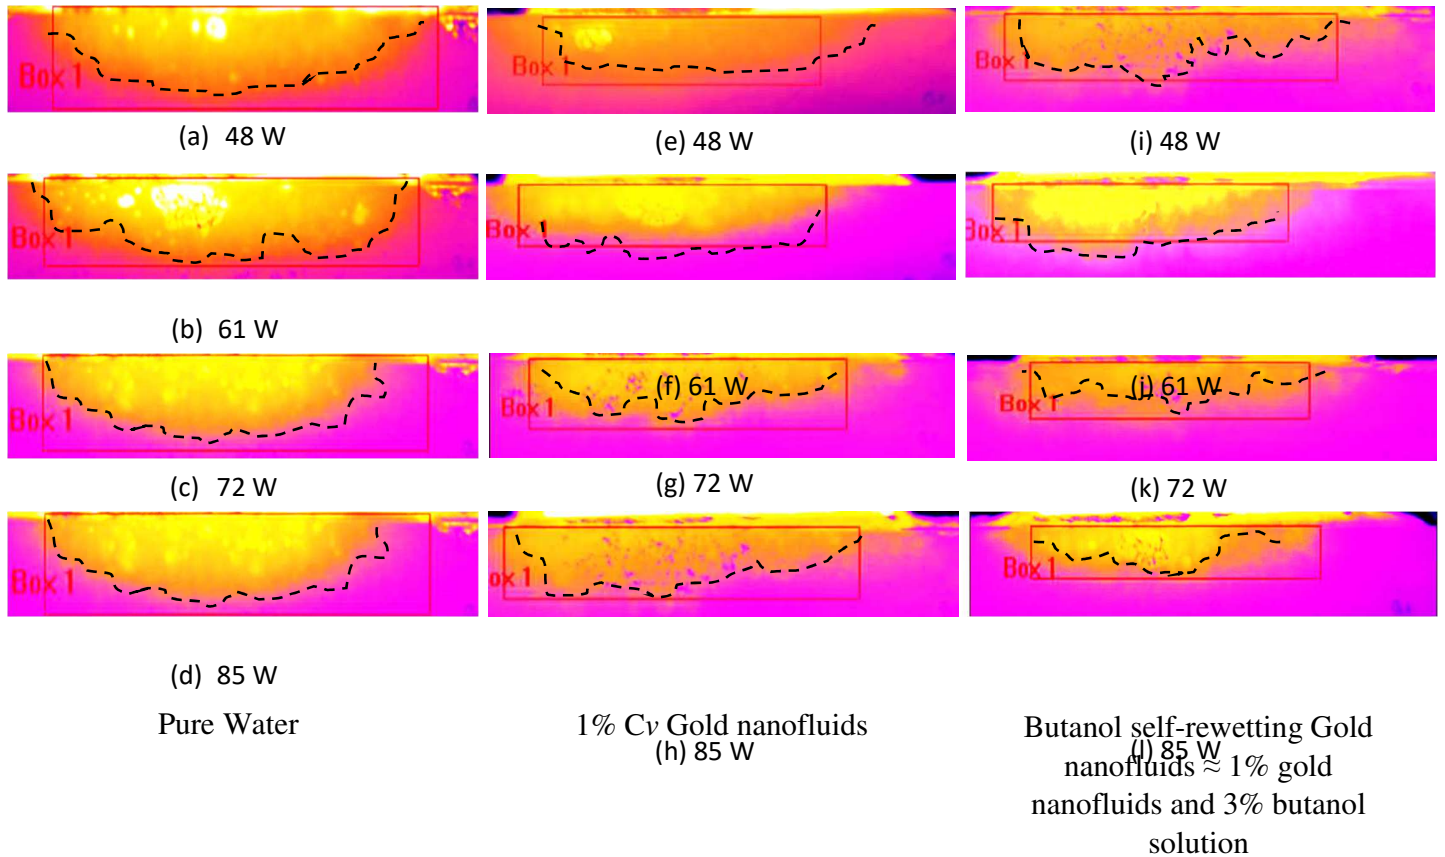 Box 1
Box 1
Box 1
(a) 48 W
(e) 48 W
(i) 48 W
Box 1
Box 1
Box 1
(b) 61 W
Box 1
Box 1
(f) 61 W
Box 1
(j) 61 W
(c) 72 W
(g) 72 W
(k) 72 W
Box 1
ox 1
Box 1
(d) 85 W
Pure Water
1% Cv Gold nanofluids
(h) 85 W
Butanol self-rewetting Gold
(l) 85 W
nanofluids ≈ 1% gold
nanofluids and 3% butanol
solution